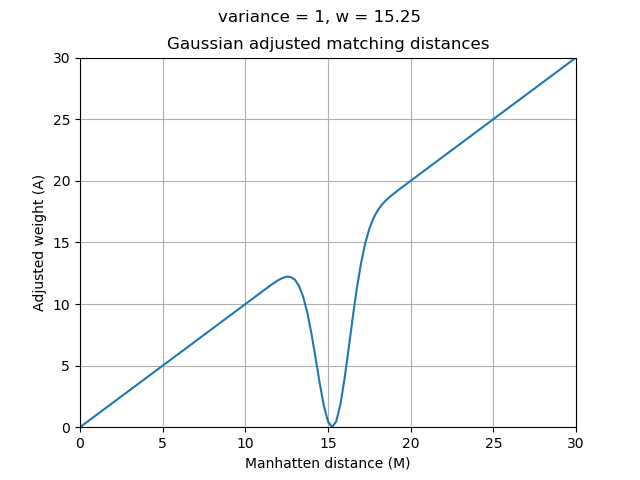 variance = 1, w = 15.25
Gaussian adjusted matching distances
30
25
20
15
10
5
0
Adjusted weight (A)
0 5 10 15 20 25 30
Manhatten distance (M)